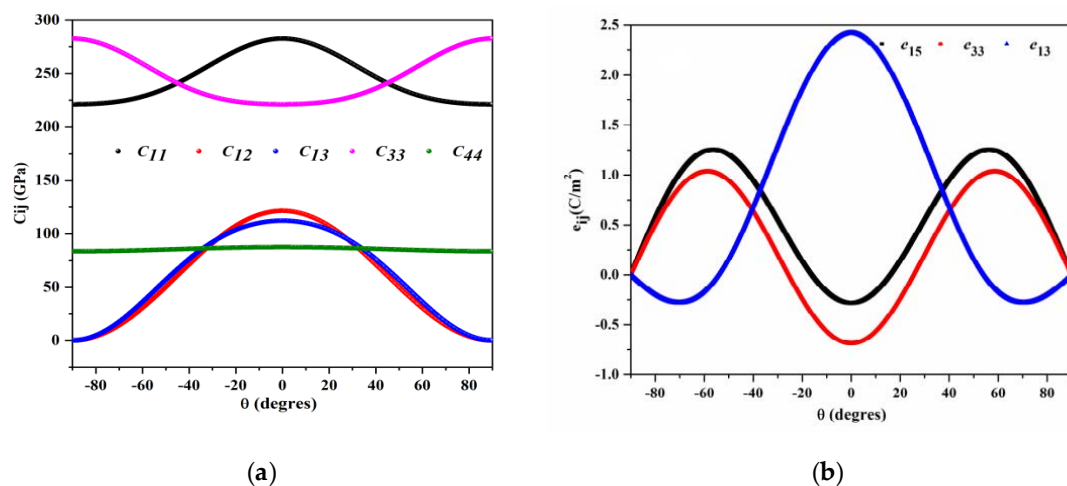 (a)
300
250
200
150
100
50
0
Cij (GPa)
C11 C12 C13 C33 C44
-80 -60 -40 -20 0 20 40 60 80
θ (degres)
(b)
2.5
2.0
1.5
1.0
0.5
0.0
-0.5
-1.0
eij(C/m²)
e15 e33 e13
-80 -60 -40 -20 0 20 40 60 80
θ (degres)
(a)
(b)